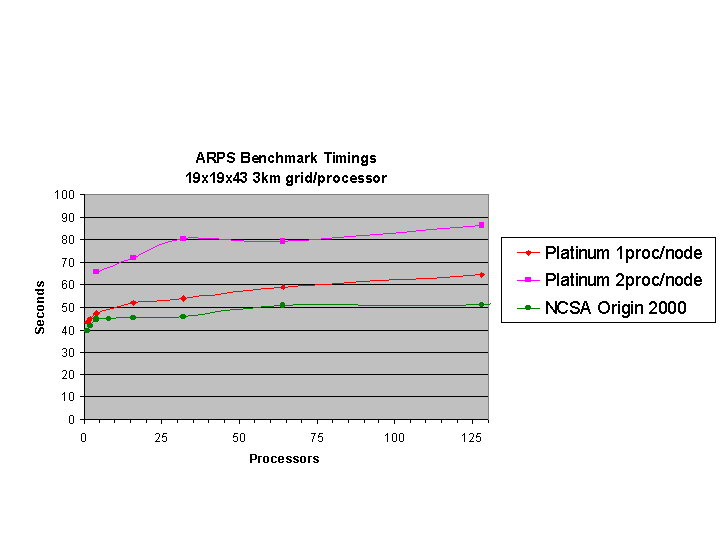 ARPS Benchmark Timings
19x19x43 3km grid/processor
100
90
80
70
60
50
40
30
20
10
0
Seconds
0 25 50 75 100 125
Processors
Platinum 1proc/node
Platinum 2proc/node
NCSA Origin 2000